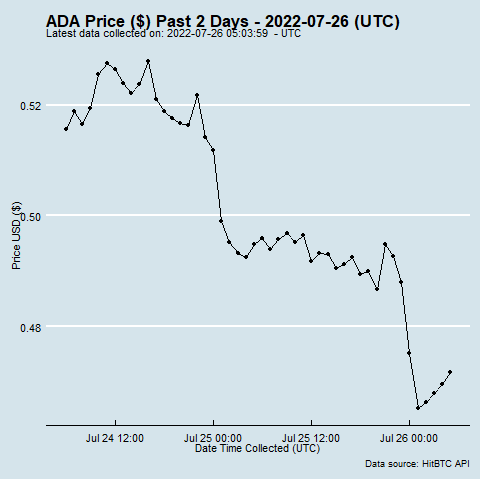 ADA Price ($) Past 2 Days - 2022-07-26 (UTC)
Latest data collected on: 2022-07-26 05:03:59 - UTC
Price USD ($)
0.52
0.50
0.48
Jul 24 12:00 Jul 25 00:00 Jul 25 12:00 Jul 26 00:00
Date Time Collected (UTC)
Data source: HitBTC API